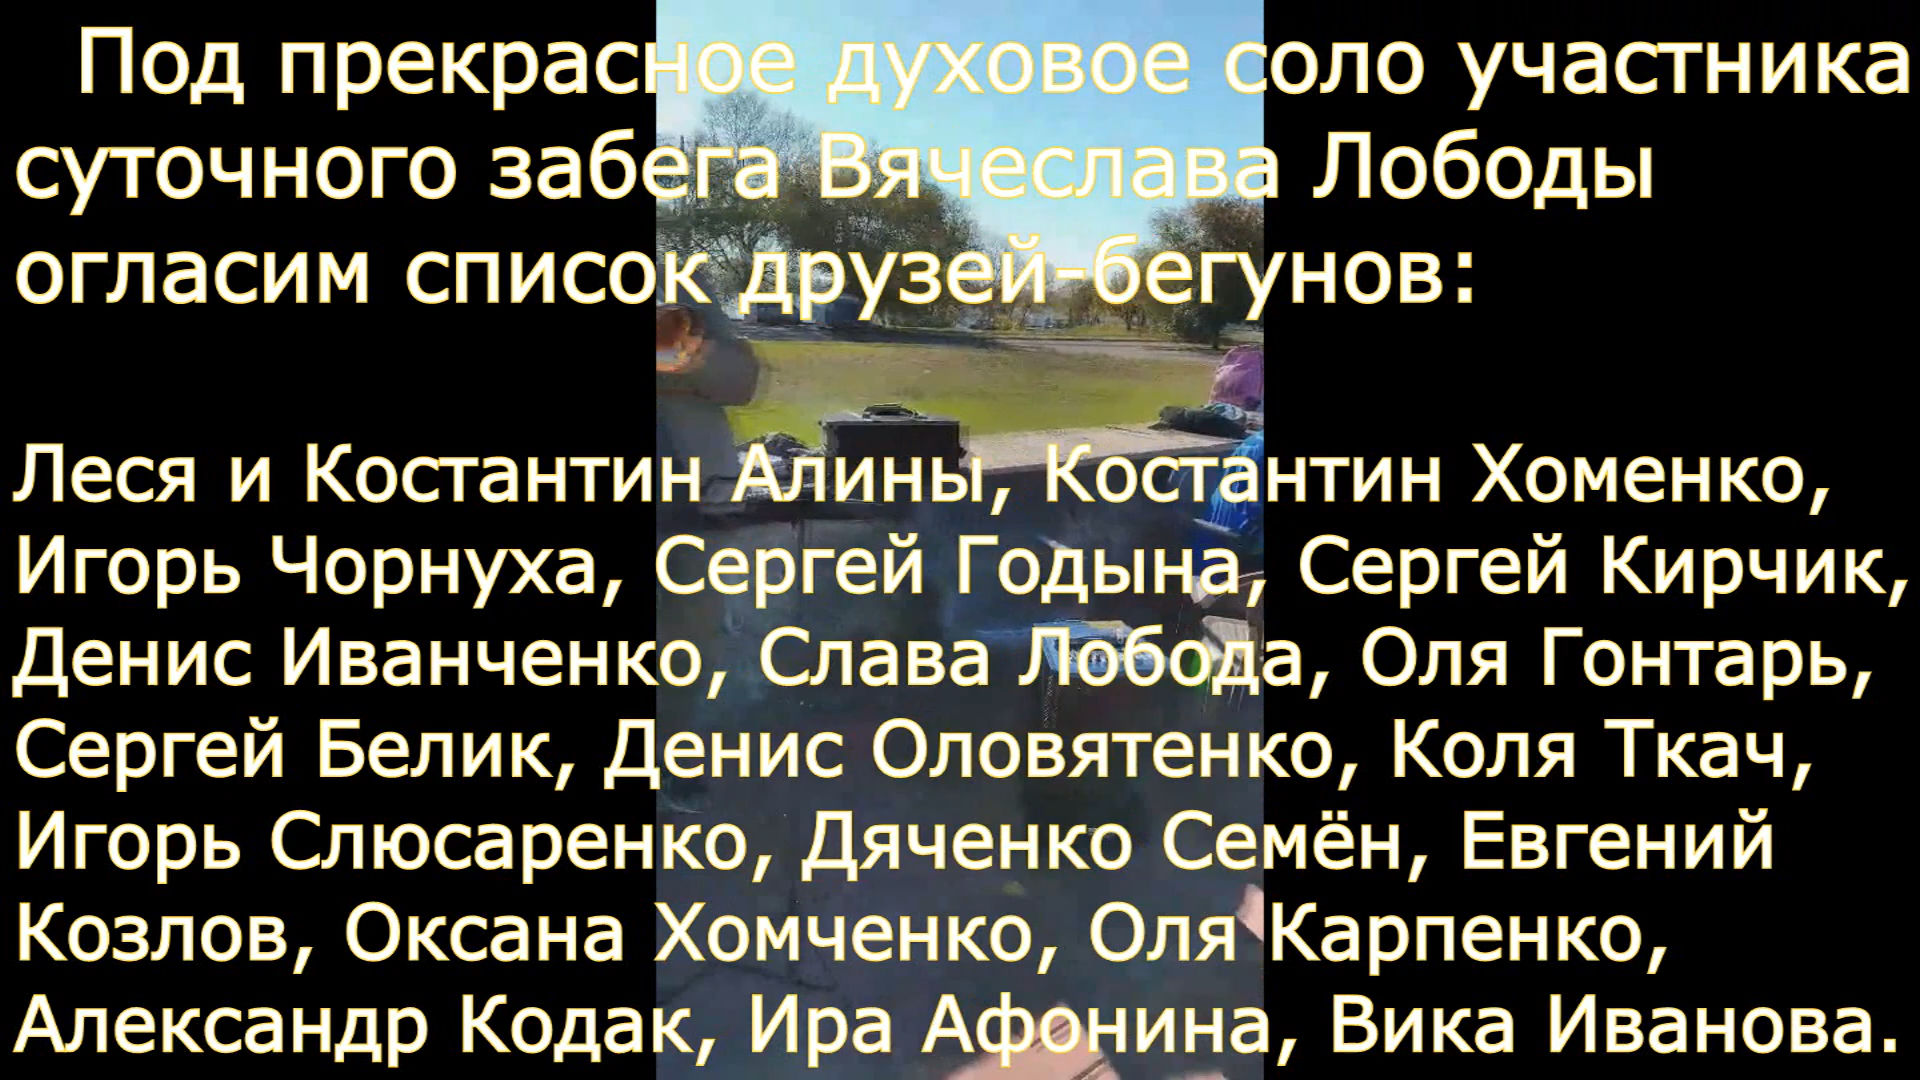 Под прекрасное духовое соло участника
суточного забега Вячеслава Лободы
огласим список друзей-бегунов:
Леся и Костантин Алины, Костантин Хоменко,
Игорь Чорнуха, Сергей Годына, Сергей Кирчик,
Денис Иванченко, Слава Лобода, Оля Гонтарь,
Сергей Белик, Денис Оловятенко, Коля Ткач,
Игорь Слюсаренко, Дяченко Семён, Евгений
Козлов, Оксана Хомченко, Оля Карпенко,
Александр Кодак, Ира Афонина, Вика Иванова.